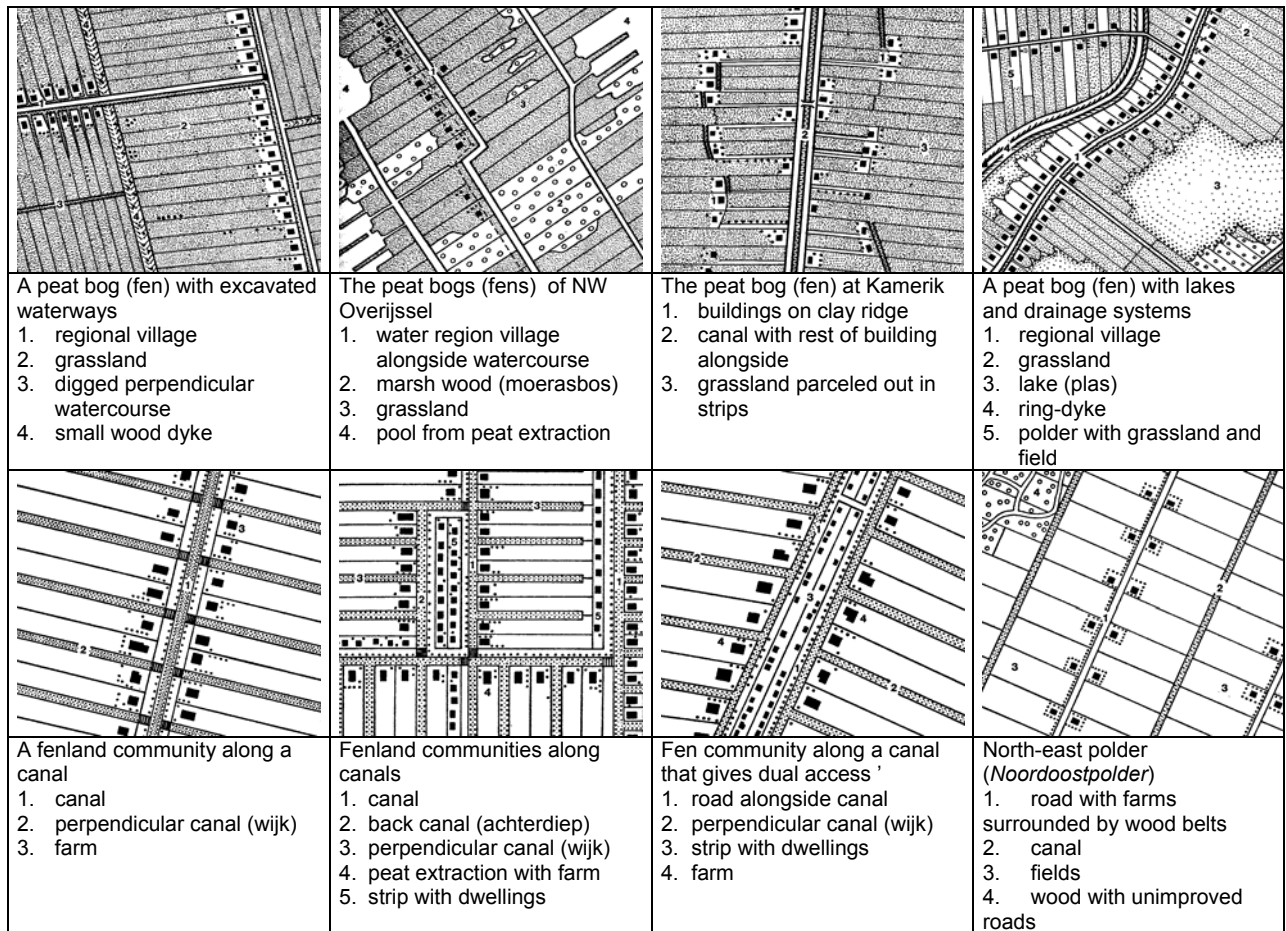 A peat bog (fen) with excavated
waterways
1. regional village
2. grassland
3. digged perpendicular
watercourse
4. small wood dyke
The peat bogs (fens) of NW
Overijssel
1. water region village
alongside watercourse
2. marsh wood (moerasbos)
3. grassland
4. pool from peat extraction
The peat bog (fen) at Kamerik
1. buildings on clay ridge
2. canal with rest of building
alongside
3. grassland parceled out in
strips
A peat bog (fen) with lakes
and drainage systems
1. regional village
2. grassland
3. lake (plas)
4. ring-dyke
5. polder with grassland and
field
A fenland community along a
canal
1. canal
2. perpendicular canal (wijk)
3. farm
Fenland communities along
canals
1. canal
2. back canal (achterdiep)
3. perpendicular canal (wijk)
4. peat extraction with farm
5. strip with dwellings
Fen community along a canal
that gives dual access ’
1. road alongside canal
2. perpendicular canal (wijk)
3. strip with dwellings
4. farm
North-east polder
(Noordoostpolder)
1. road with farms
surrounded by wood belts
2. canal
3. fields
4. wood with unimproved
roads